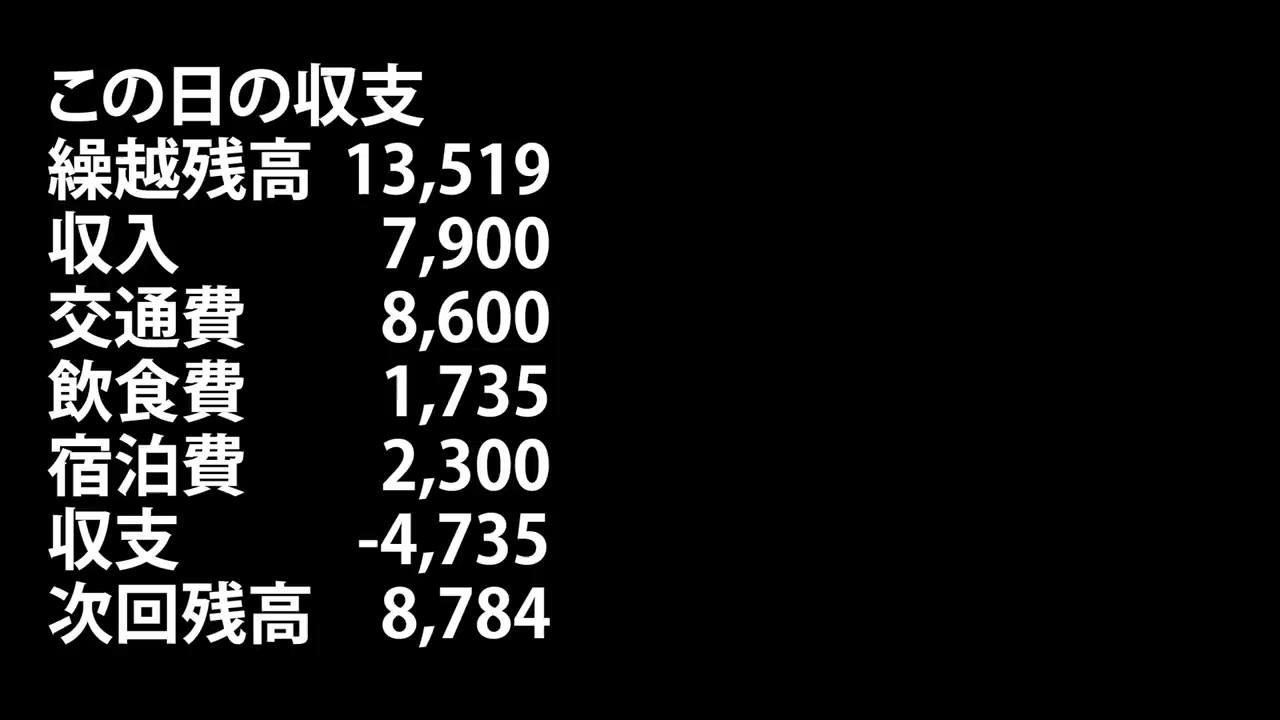 この日の収支
繰越残高 13,519
収入 7,900
交通費 8,600
飲食費 1,735
宿泊費 2,300
収支 -4,735
次回残高 8,784